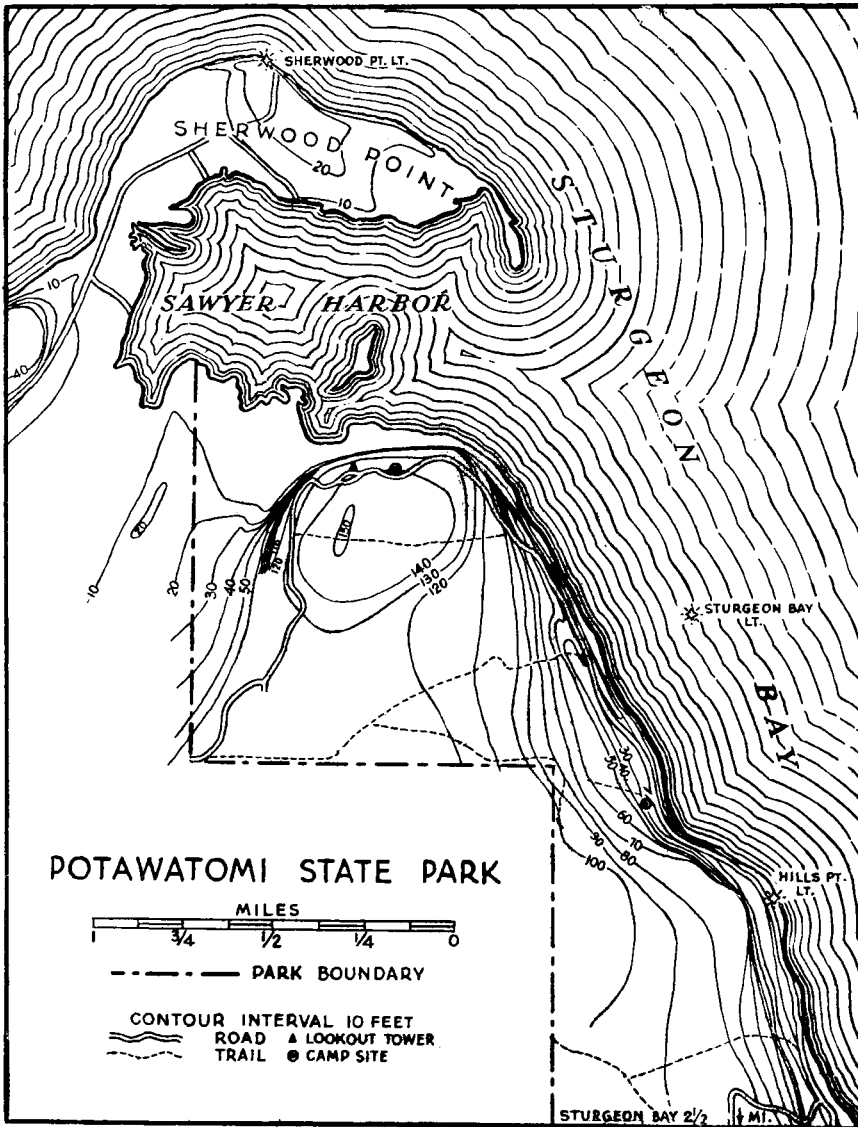 SHERWOOD PT. LT.
SHERWOOD POINT
20
10
STURGEON BAY
SAWYER HARBOR
10
40
20
150
170
10
20
30
40
50
140
130
120
STURGEON BAY
LT.
30
40
50
60
70
80
90
100
HILLS PT.
LT.
POTAWATOMI STATE PARK
MILES
1 3/4 1/2 1/4 0
PARK BOUNDARY
CONTOUR INTERVAL 10 FEET
ROAD LOOKOUT TOWER
TRAIL CAMP SITE
STURGEON BAY 2 1/2 MI.